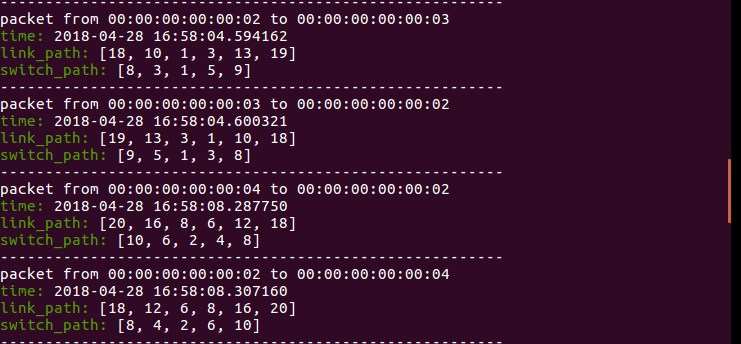 --------------------------------------------------------
packet from 00:00:00:00:00:02 to 00:00:00:00:00:03
time: 2018-04-28 16:58:04.594162
link_path: [18, 10, 1, 3, 13, 19]
switch_path: [8, 3, 1, 5, 9]
--------------------------------------------------------
packet from 00:00:00:00:00:03 to 00:00:00:00:00:02
time: 2018-04-28 16:58:04.600321
link_path: [19, 13, 3, 1, 10, 18]
switch_path: [9, 5, 1, 3, 8]
--------------------------------------------------------
packet from 00:00:00:00:00:04 to 00:00:00:00:00:02
time: 2018-04-28 16:58:08.287750
link_path: [20, 16, 8, 6, 12, 18]
switch_path: [10, 6, 2, 4, 8]
--------------------------------------------------------
packet from 00:00:00:00:00:02 to 00:00:00:00:00:04
time: 2018-04-28 16:58:08.307160
link_path: [18, 12, 6, 8, 16, 20]
switch_path: [8, 4, 2, 6, 10]
--------------------------------------------------------